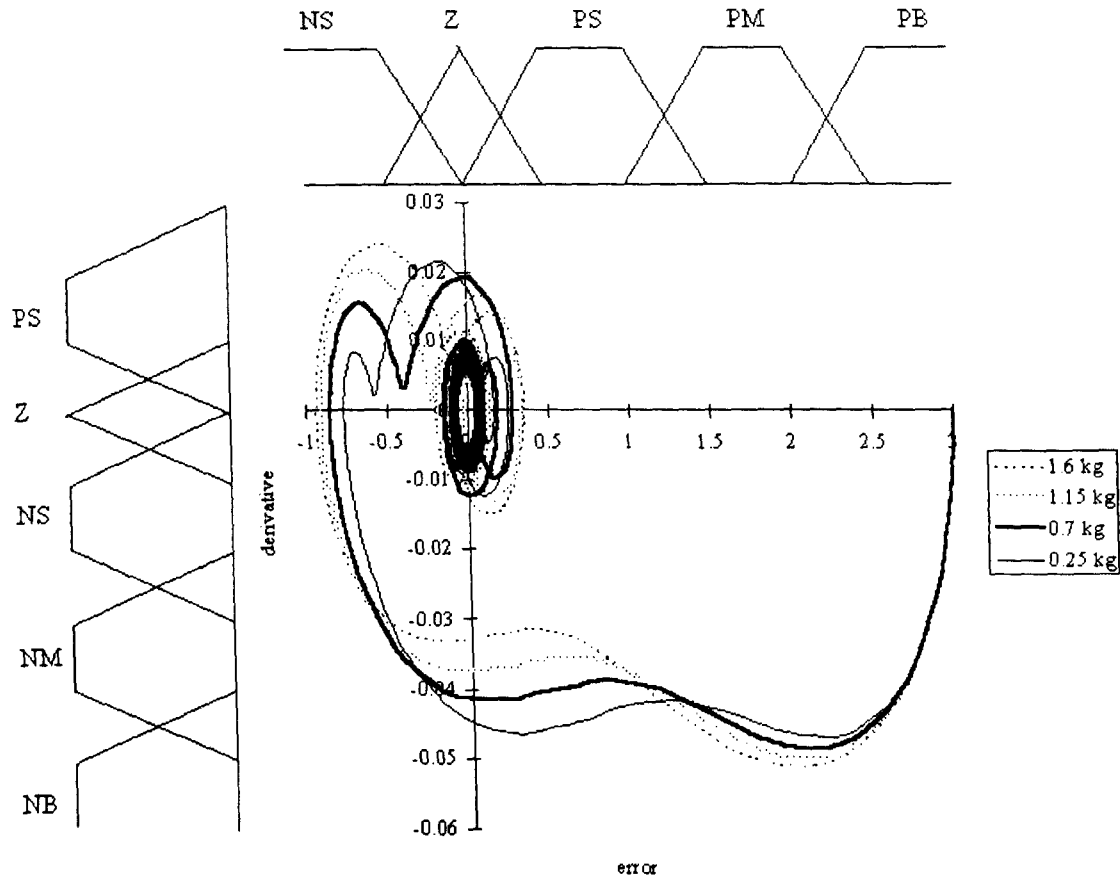 NS Z PS PM PB
0.03
0.02
0.01
PS
Z
NS
NM
NB
-1 -0.5 0 0.5 1 1.5 2 2.5 3
-0.01
-0.02
-0.03
-0.04
-0.05
-0.06
derivative
error
1.6 kg
1.15 kg
0.7 kg
0.25 kg